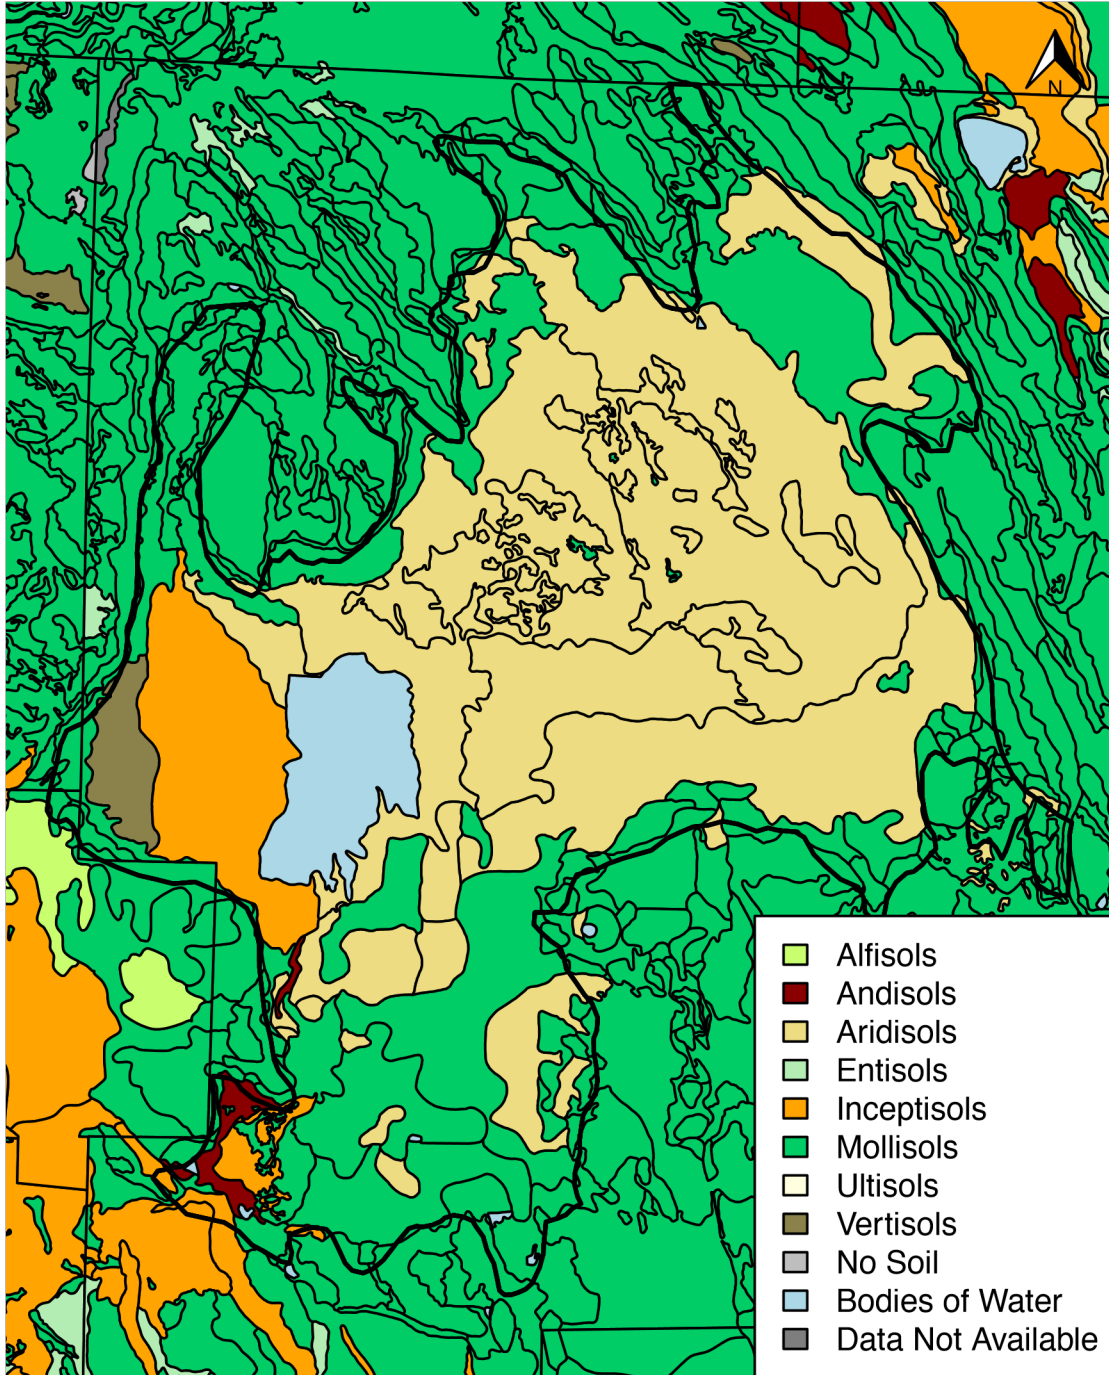 N
Alfisols
Andisols
Aridisols
Entisols
Inceptisols
Mollisols
Ultisols
Vertisols
No Soil
Bodies of Water
Data Not Available